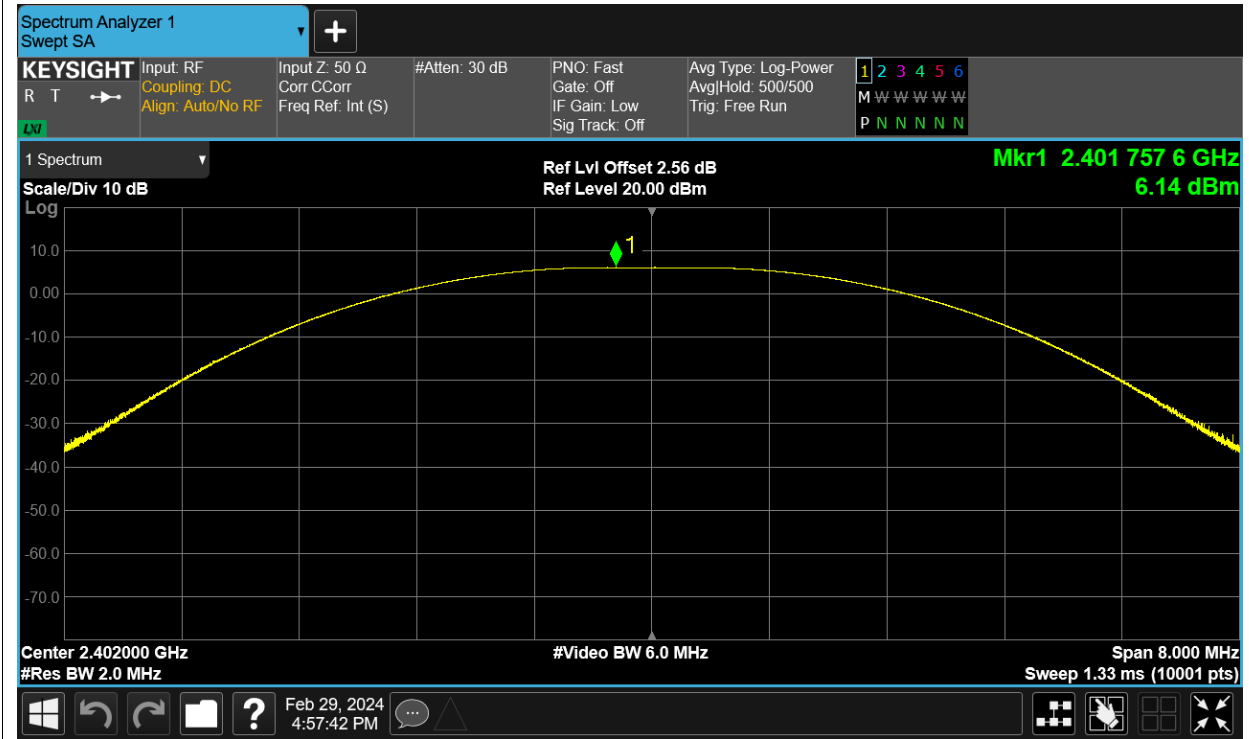 Spectrum Analyzer 1
Swept SA
KEYSIGHT
R T
LXI
Input: RF
Coupling: DC
Align: Auto/No RF
Input Z: 50 Ω
Corr CCorr
Freq Ref: Int (S)
#Atten: 30 dB
PNO: Fast
Gate: Off
IF Gain: Low
Sig Track: Off
Avg Type: Log-Power
Avg|Hold: 500/500
Trig: Free Run
1 2 3 4 5 6
M W W W W W
P N N N N N
1 Spectrum
Scale/Div 10 dB
Ref Lvl Offset 2.56 dB
Ref Level 20.00 dBm
Mkr1 2.401 757 6 GHz
6.14 dBm
Log
1
10.0
0.00
-10.0
-20.0
-30.0
-40.0
-50.0
-60.0
-70.0
Center 2.402000 GHz
#Video BW 6.0 MHz
Span 8.000 MHz
#Res BW 2.0 MHz
Sweep 1.33 ms (10001 pts)
?
Feb 29, 2024
4:57:42 PM